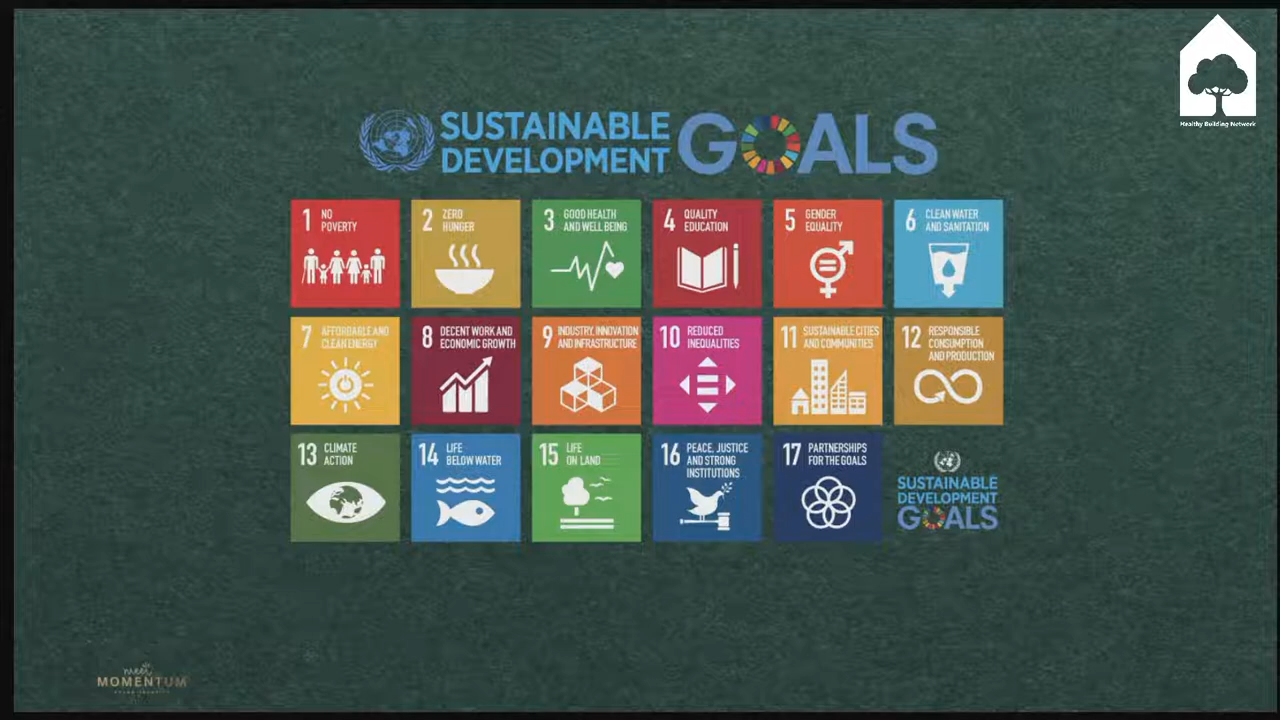 Healthy Building Network
SUSTAINABLE
DEVELOPMENT
GOALS
1 NO
POVERTY
2 ZERO
HUNGER
3 GOOD HEALTH
AND WELL BEING
4 QUALITY
EDUCATION
5 GENDER
EQUALITY
6 CLEAN WATER
AND SANITATION
7 AFFORDABLE AND
CLEAN ENERGY
8 DECENT WORK AND
ECONOMIC GROWTH
9 INDUSTRY, INNOVATION
AND INFRASTRUCTURE
10 REDUCED
INEQUALITIES
11 SUSTAINABLE CITIES
AND COMMUNITIES
12 RESPONSIBLE
CONSUMPTION
AND PRODUCTION
13 CLIMATE
ACTION
14 LIFE
BELOW WATER
15 LIFE
ON LAND
16 PEACE, JUSTICE
AND STRONG
INSTITUTIONS
17 PARTNERSHIPS
FOR THE GOALS
SUSTAINABLE
DEVELOPMENT
GOALS
meet
MOMENTUM